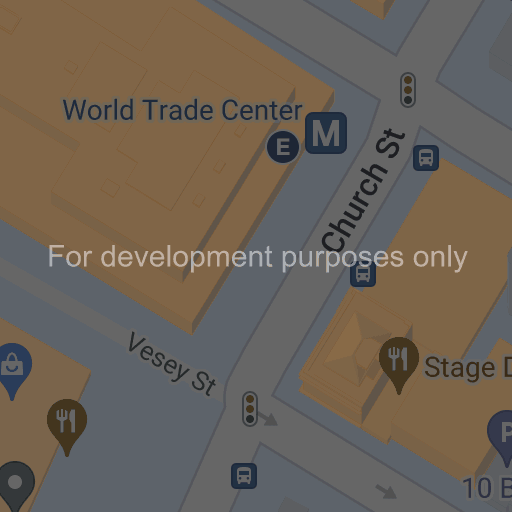 World Trade Center
M
E
Church St
For development purposes only
Vesey St
Stage D
P
10 B